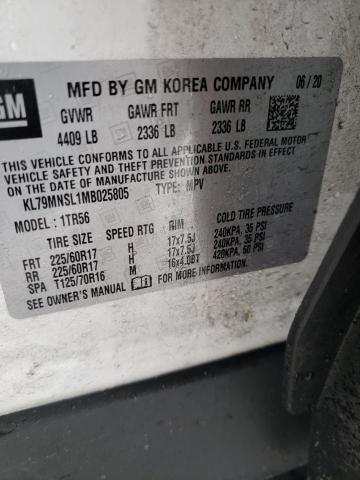 GM
MFD BY GM KOREA COMPANY 06/20
GVWR GAWR FRT GAWR RR
4409 LB 2336 LB 2336 LB
THIS VEHICLE CONFORMS TO ALL APPLICABLE U.S. FEDERAL MOTOR
VEHICLE SAFETY AND THEFT PREVENTION STANDARDS IN EFFECT ON
THE DATE OF MANUFACTURE SHOWN ABOVE.
KL79MNSL1MB025805 TYPE: MPV
MODEL: 1TR56
TIRE SIZE SPEED RTG RIM COLD TIRE PRESSURE
FRT 225/60R17 H 17x7.5J 240KPA, 35 PSI
RR 225/60R17 H 17x7.5J 240KPA, 35 PSI
SPA T125/70R16 M 16x4.0BT 420KPA, 60 PSI
SEE OWNER'S MANUAL FOR MORE INFORMATION.